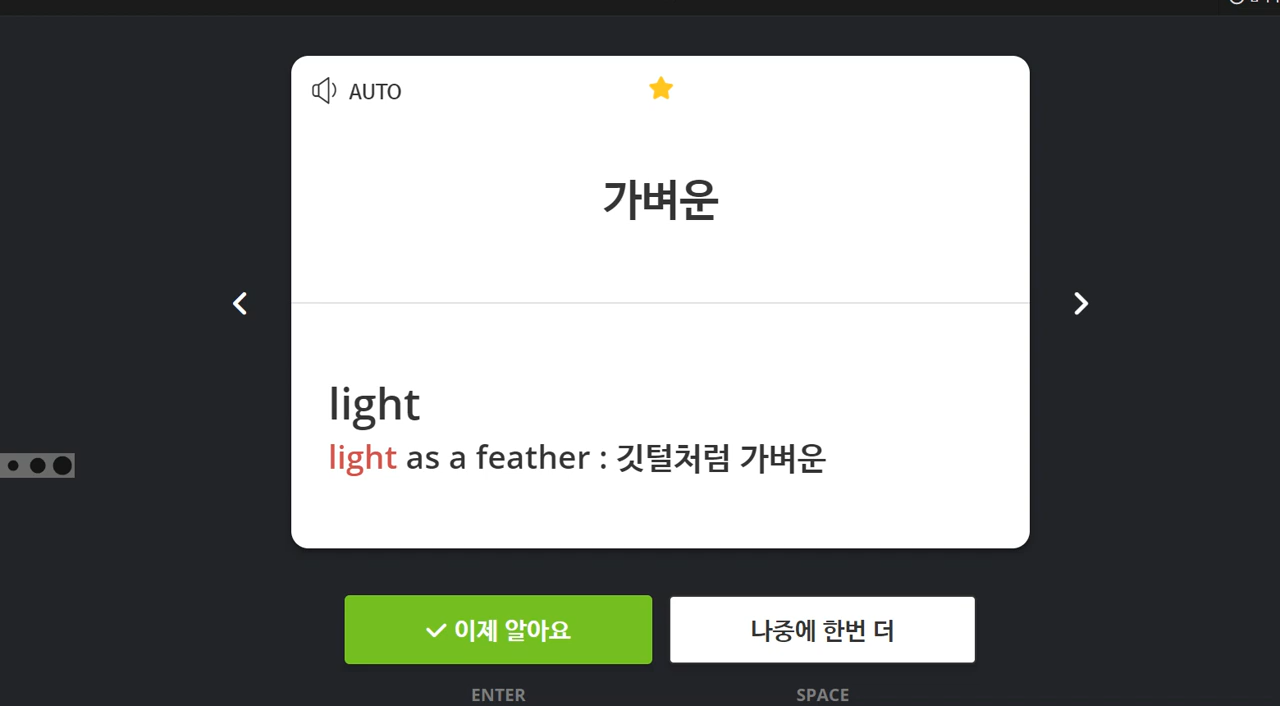 AUTO
가벼운
light
light as a feather : 깃털처럼 가벼운
이제 알아요
나중에 한번 더
ENTER
SPACE